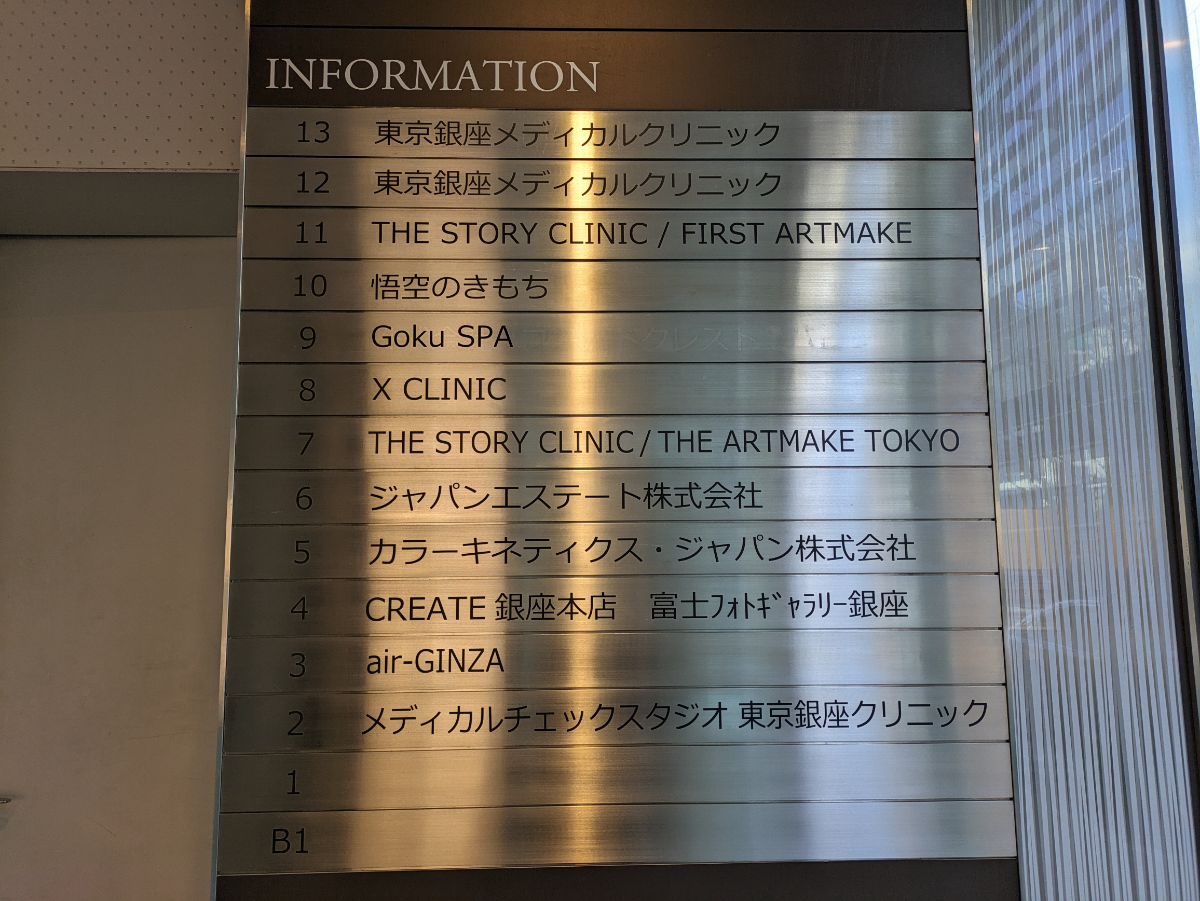 INFORMATION
13 東京銀座メディカルクリニック
12 東京銀座メディカルクリニック
11 THE STORY CLINIC / FIRST ARTMAKE
10 悟空のきもち
9 Goku SPA
8 X CLINIC
7 THE STORY CLINIC / THE ARTMAKE TOKYO
6 ジャパンエステート株式会社
5 カラーキネティクス・ジャパン株式会社
4 CREATE 銀座本店 富士ﾌｫﾄｷﾞｬﾗﾘｰ銀座
3 air-GINZA
2 メディカルチェックスタジオ 東京銀座クリニック
1
B1